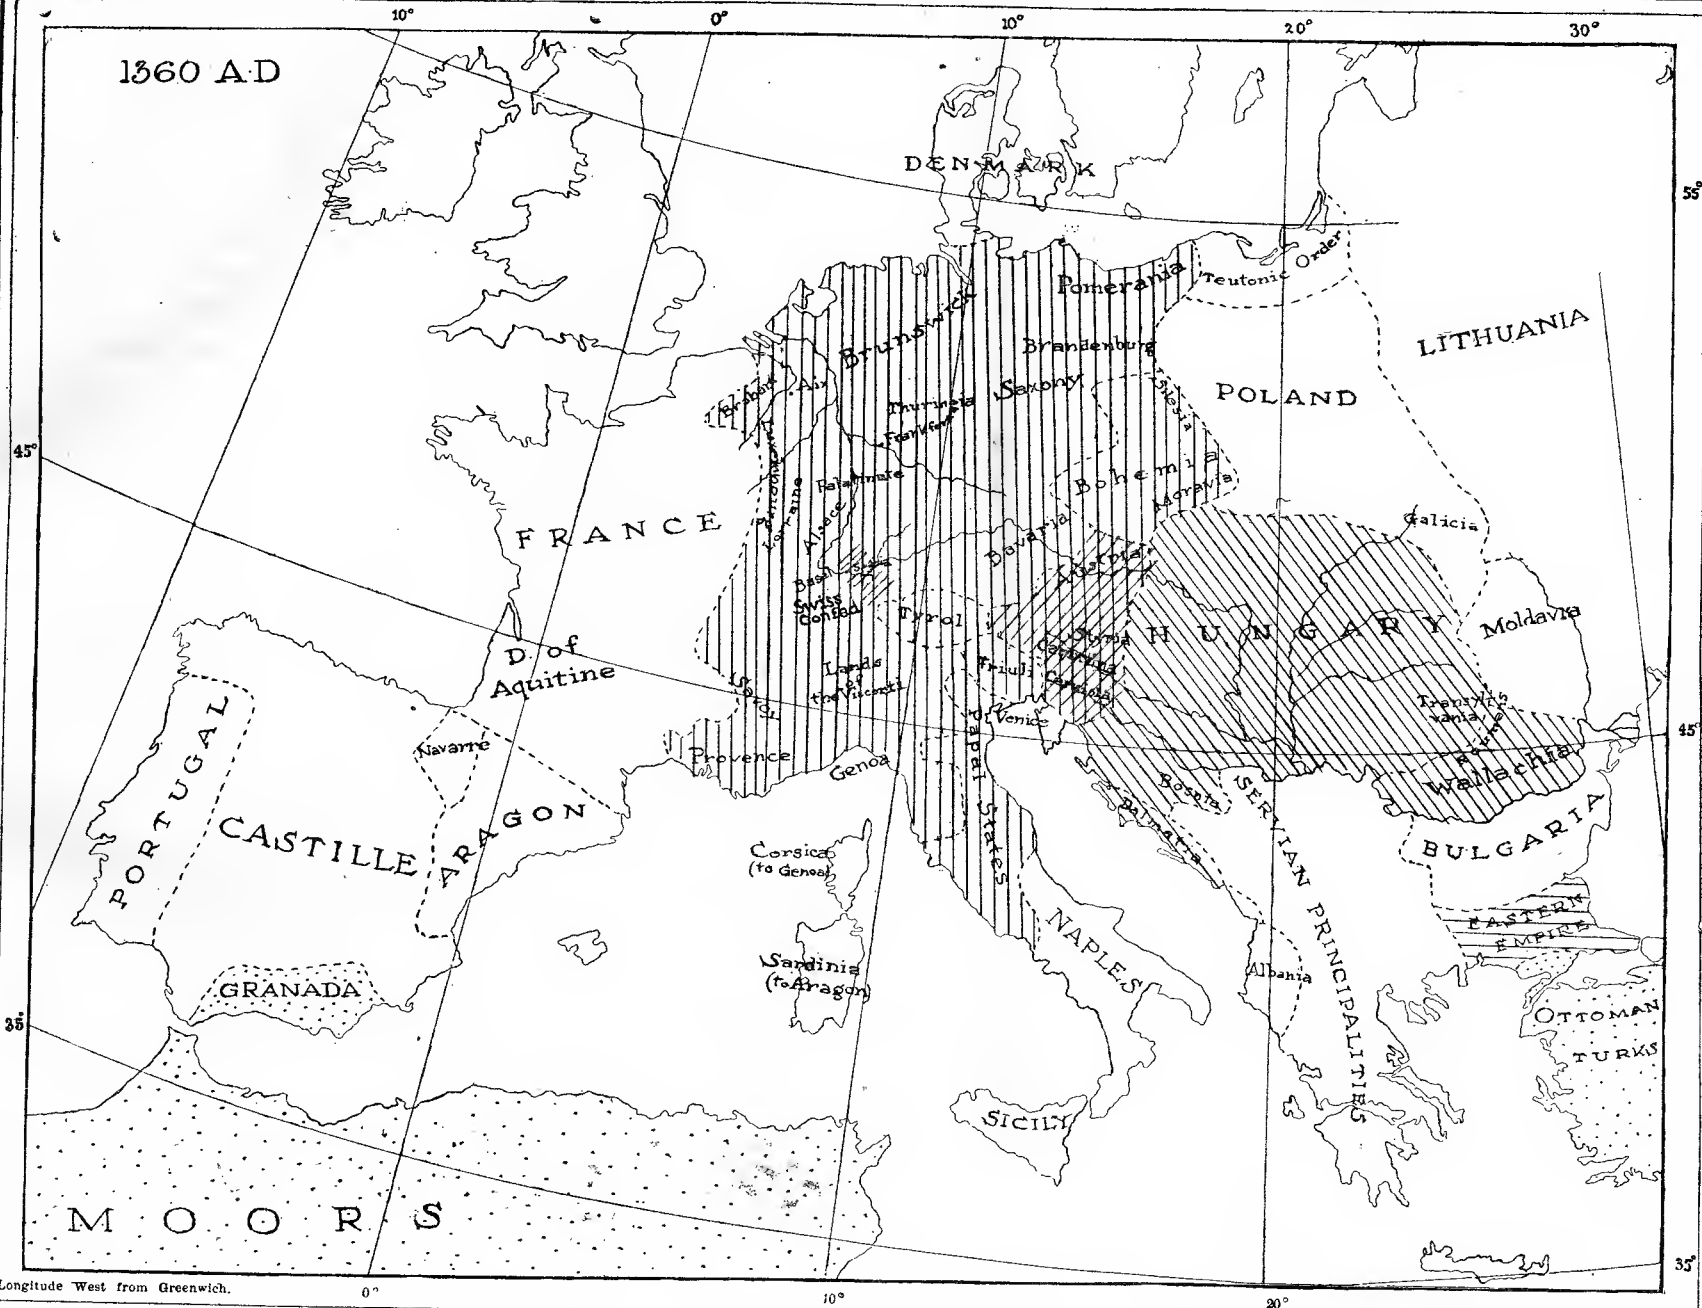 10°
0°
10°
20°
30°
1360 A.D
55°
DENMARK
Pomerania
Teutonic Order
Brunswick
LITHUANIA
Brandenburg
Saxony
Silesia
POLAND
Brabant
Aix
Thuringia
Frankfort
45°
Palatinate
Bohemia
Moravia
Luxembourg
Lorraine
Alsace
FRANCE
Galicia
Bavaria
Austria
Basel
Swiss
Confed
Tyrol
Moldavia
HUNGARY
Styria
Carinthia
Carniola
D. of
Aquitine
Lands
of
the Visconti
Friuli
Savoy
Transyl-
vania
Venice
45°
Navarre
Provence
Genoa
Papal States
Wallachia
PORTUGAL
CASTILLE
ARAGON
Bosnia
Dalmatia
SERVIAN PRINCIPALITIES
BULGARIA
Corsica
(to Genoa)
EASTERN
EMPIRE
NAPLES
Sardinia
(to Aragon)
Albania
GRANADA
OTTOMAN
TURKS
35°
SICILY
MOORS
35°
Longitude West from Greenwich.
0°
10°
20°